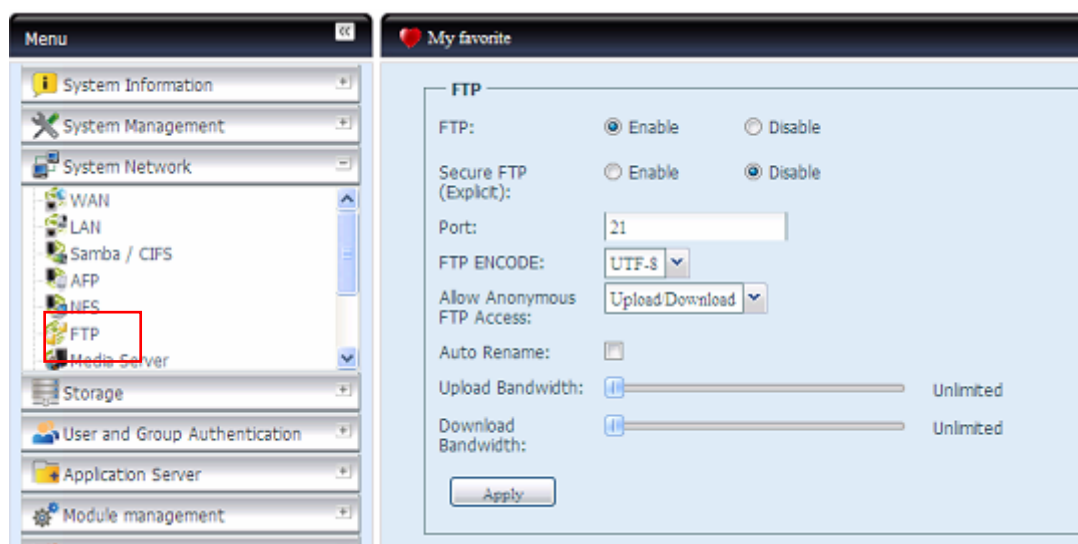 Menu
My favorite
System Information
System Management
System Network
WAN
LAN
Samba / CIFS
AFP
NFS
FTP
Media Server
Storage
User and Group Authentication
Application Server
Module management
FTP
FTP: Enable Disable
Secure FTP Enable Disable
(Explicit):
Port: 21
FTP ENCODE: UTF-8
Allow Anonymous Upload/Download
FTP Access:
Auto Rename:
Upload Bandwidth: Unlimited
Download Unlimited
Bandwidth:
Apply